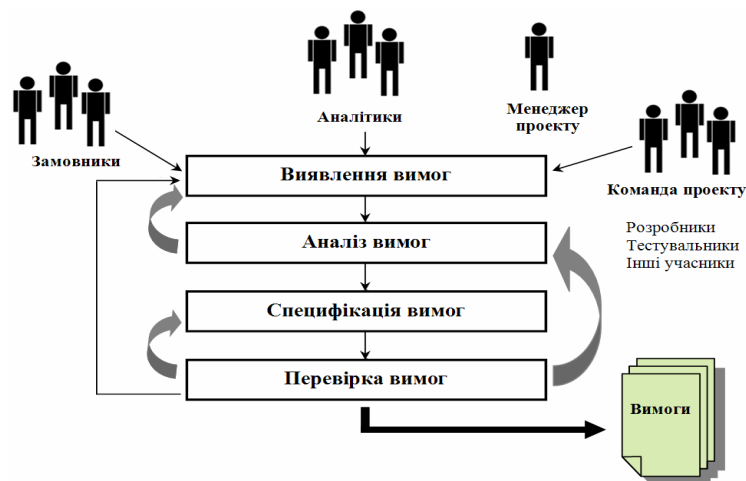 Аналітики
Менеджер
проекту
Замовники
Команда проекту
Розробники
Тестувальники
Інші учасники
Виявлення вимог
Аналіз вимог
Специфікація вимог
Перевірка вимог
Вимоги